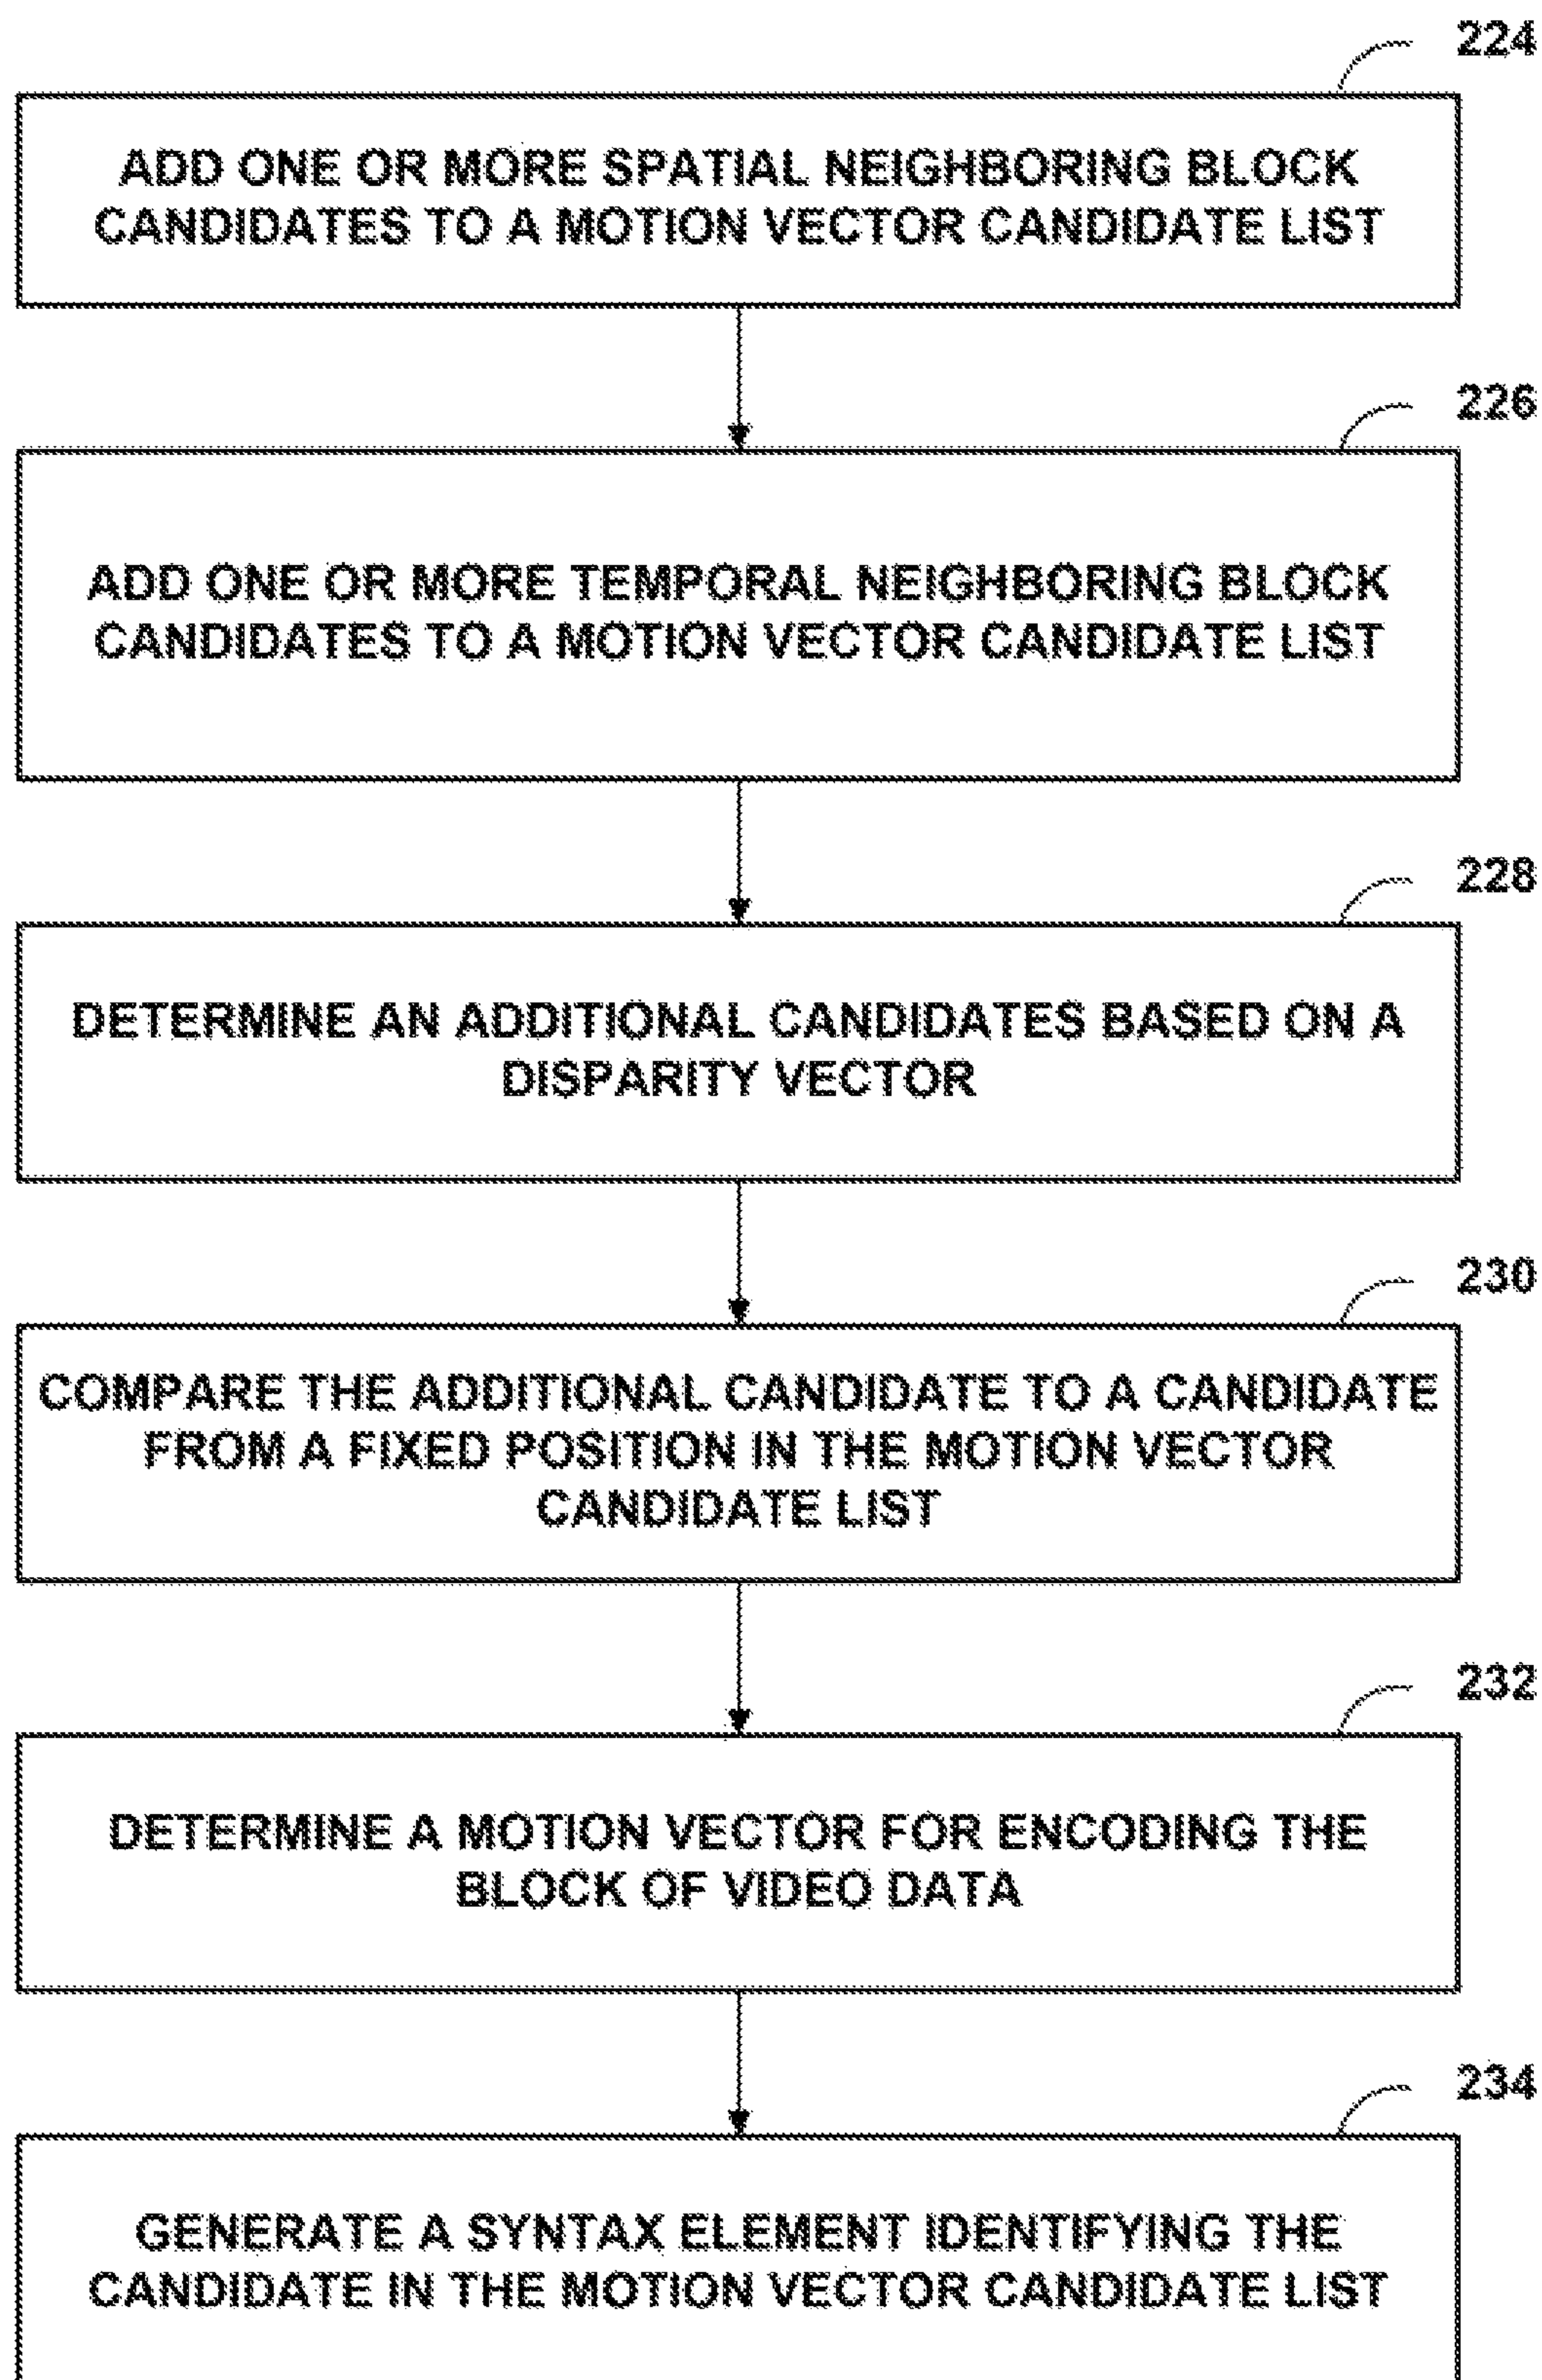 224
ADD ONE OR MORE SPATIAL NEIGHBORING BLOCK
CANDIDATES TO A MOTION VECTOR CANDIDATE LIST
226
ADD ONE OR MORE TEMPORAL NEIGHBORING BLOCK
CANDIDATES TO A MOTION VECTOR CANDIDATE LIST
228
DETERMINE AN ADDITIONAL CANDIDATES BASED ON A
DISPARITY VECTOR
230
COMPARE THE ADDITIONAL CANDIDATE TO A CANDIDATE
FROM A FIXED POSITION IN THE MOTION VECTOR
CANDIDATE LIST
232
DETERMINE A MOTION VECTOR FOR ENCODING THE
BLOCK OF VIDEO DATA
234
GENERATE A SYNTAX ELEMENT IDENTIFYING THE
CANDIDATE IN THE MOTION VECTOR CANDIDATE LIST